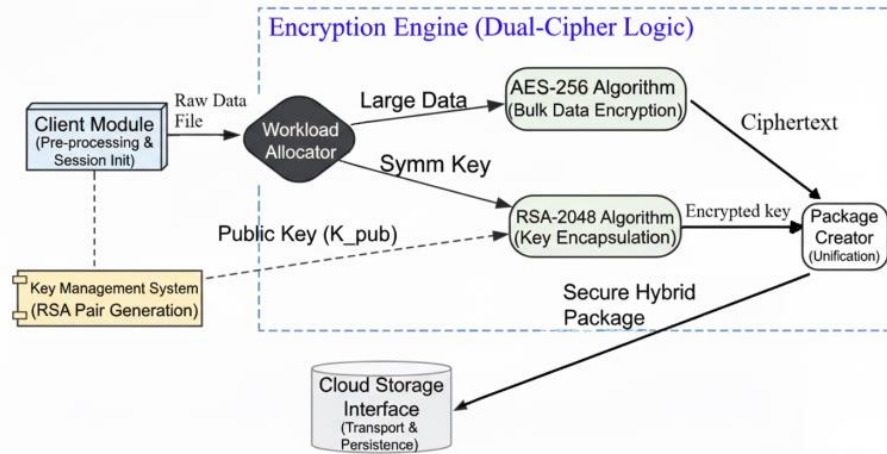 Encryption Engine (Dual-Cipher Logic)
Raw Data
File
Client Module
(Pre-processing &
Session Init)
Workload
Allocator
Large Data
AES-256 Algorithm
(Bulk Data Encryption)
Ciphertext
Symm Key
RSA-2048 Algorithm
(Key Encapsulation)
Encrypted key
Package
Creator
(Unification)
Public Key (K_pub)
Key Management System
(RSA Pair Generation)
Secure Hybrid
Package
Cloud Storage
Interface
(Transport &
Persistence)